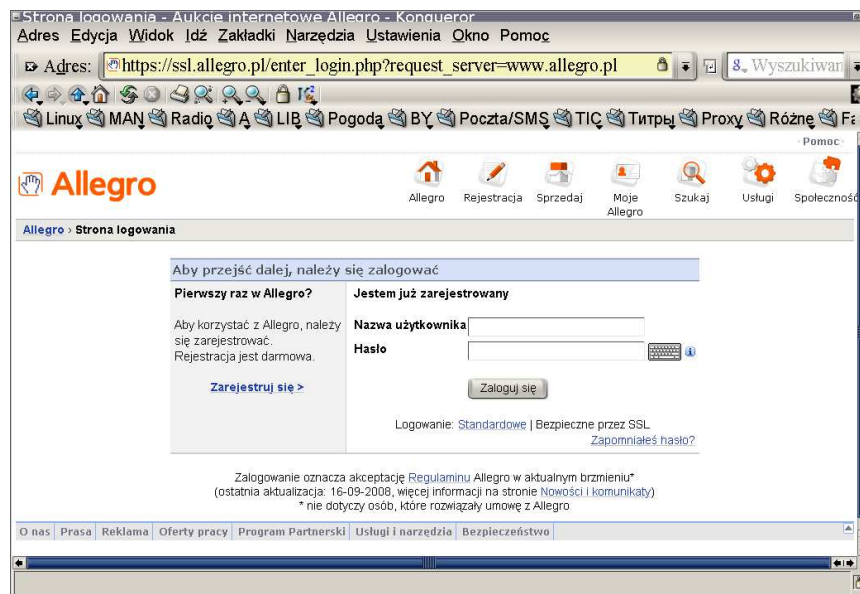 Strona logowania - Aukcje internetowe Allegro - Konqueror
Adres Edycja Widok Idź Zakładki Narzędzia Ustawienia Okno Pomoc
Adres: https://ssl.allegro.pl/enter_login.php?request_server=www.allegro.pl Wyszukiwan
Linux MAN Radio A LIB Pogoda BY Poczta/SMS TIC Титры Proxy Różne Fa
Pomoc
Allegro
Allegro Rejestracja Sprzedaj Moje Allegro Szukaj Usługi Społeczność
Allegro › Strona logowania
Aby przejść dalej, należy się zalogować
Pierwszy raz w Allegro?
Aby korzystać z Allegro, należy
się zarejestrować.
Rejestracja jest darmowa.
Zarejestruj się >
Jestem już zarejestrowany
Nazwa użytkownika
Hasło
Zaloguj się
Logowanie: Standardowe | Bezpieczne przez SSL
Zapomniałeś hasło?
Zalogowanie oznacza akceptację Regulaminu Allegro w aktualnym brzmieniu*
(ostatnia aktualizacja: 16-09-2008, więcej informacji na stronie Nowości i komunikaty)
* nie dotyczy osób, które rozwiązały umowę z Allegro
O nas Prasa Reklama Oferty pracy Program Partnerski Usługi i narzędzia Bezpieczeństwo